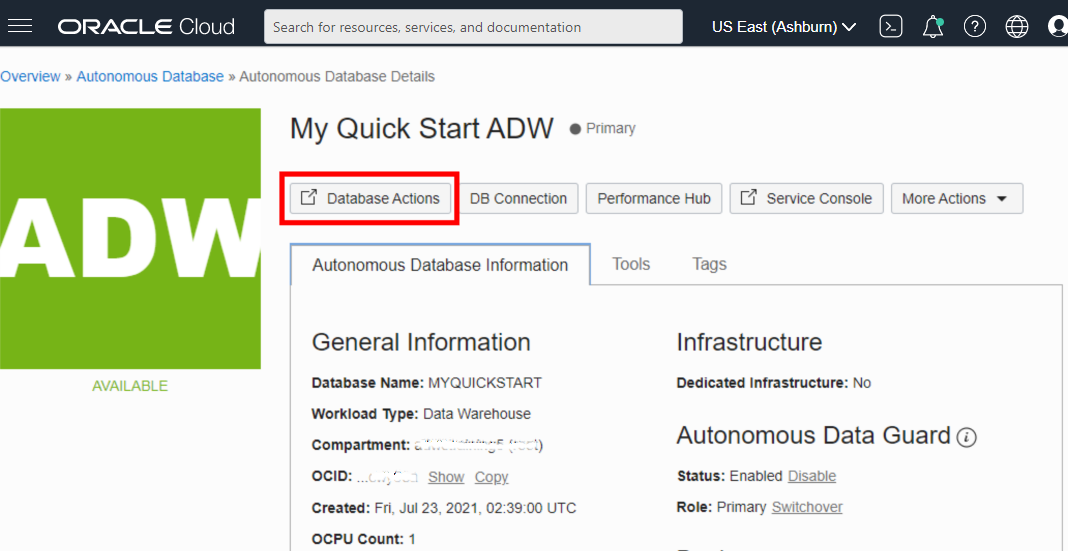 ORACLE Cloud
Search for resources, services, and documentation
US East (Ashburn)
Overview » Autonomous Database » Autonomous Database Details
ADW
AVAILABLE
My Quick Start ADW
Primary
Database Actions
DB Connection
Performance Hub
Service Console
More Actions
Autonomous Database Information
Tools
Tags
General Information
Database Name: MYQUICKSTART
Workload Type: Data Warehouse
Compartment:
OCID: Show Copy
Created: Fri, Jul 23, 2021, 02:39:00 UTC
OCPU Count: 1
Infrastructure
Dedicated Infrastructure: No
Autonomous Data Guard
Status: Enabled Disable
Role: Primary Switchover